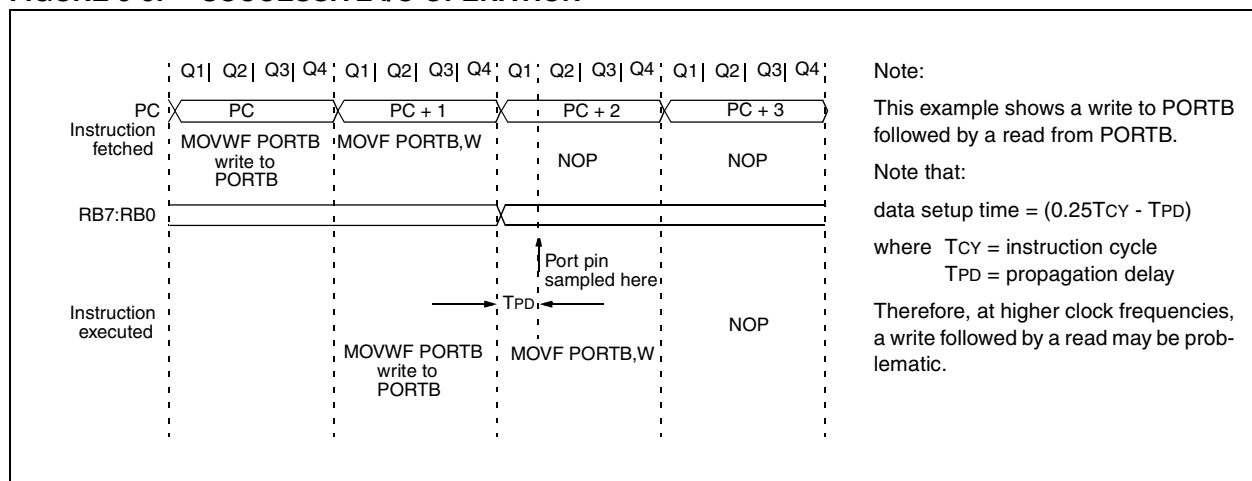 Q1| Q2| Q3| Q4 Q1| Q2| Q3| Q4 Q1 Q2| Q3| Q4 Q1| Q2| Q3| Q4
PC PC PC + 1 PC + 2 PC + 3
Instruction
fetched
MOVWF PORTB
write to
PORTB
MOVF PORTB,W
NOP
NOP
RB7:RB0
Port pin
sampled here
TPD
Instruction
executed
MOVWF PORTB
write to
PORTB
MOVF PORTB,W
NOP
Note:
This example shows a write to PORTB
followed by a read from PORTB.
Note that:
data setup time = (0.25TCY - TPD)
where TCY = instruction cycle
TPD = propagation delay
Therefore, at higher clock frequencies,
a write followed by a read may be prob-
lematic.